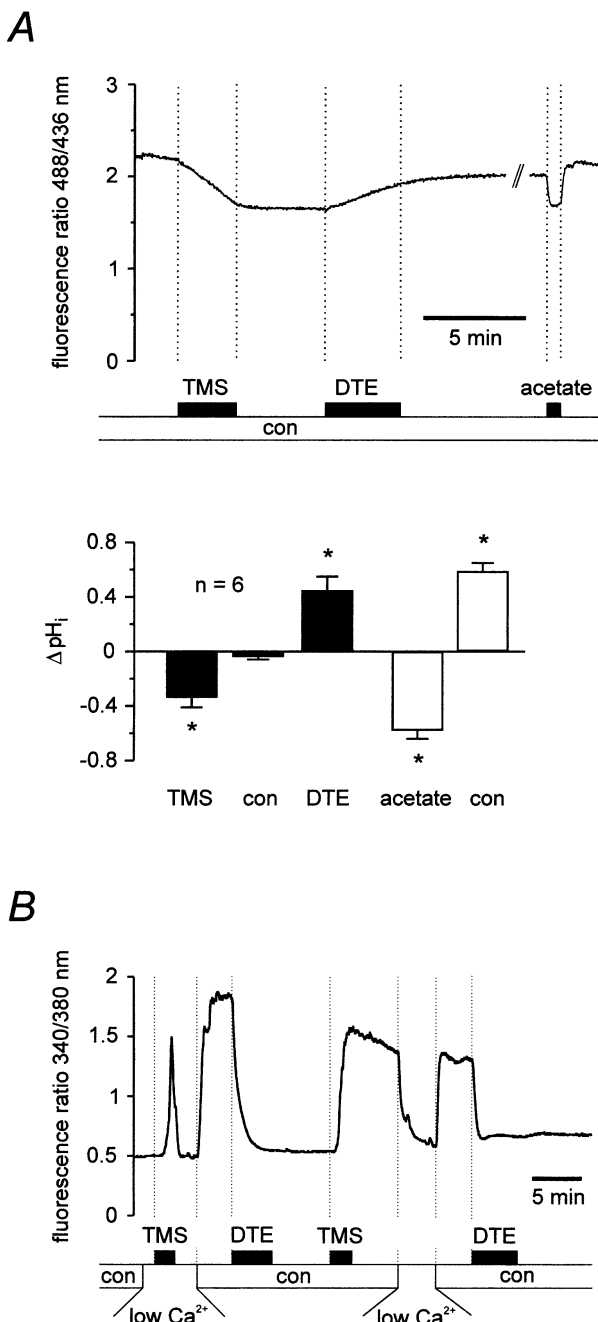 A
fluorescence ratio 488/436 nm
3
2
1
0
//
5 min
TMS DTE acetate
con
ΔpHi
0.8
0.4
0
-0.4
-0.8
n = 6
* * * *
TMS con DTE acetate con
B
fluorescence ratio 340/380 nm
2
1.5
1
0.5
0
5 min
TMS DTE TMS DTE
con con con
low Ca²⁺ low Ca²⁺